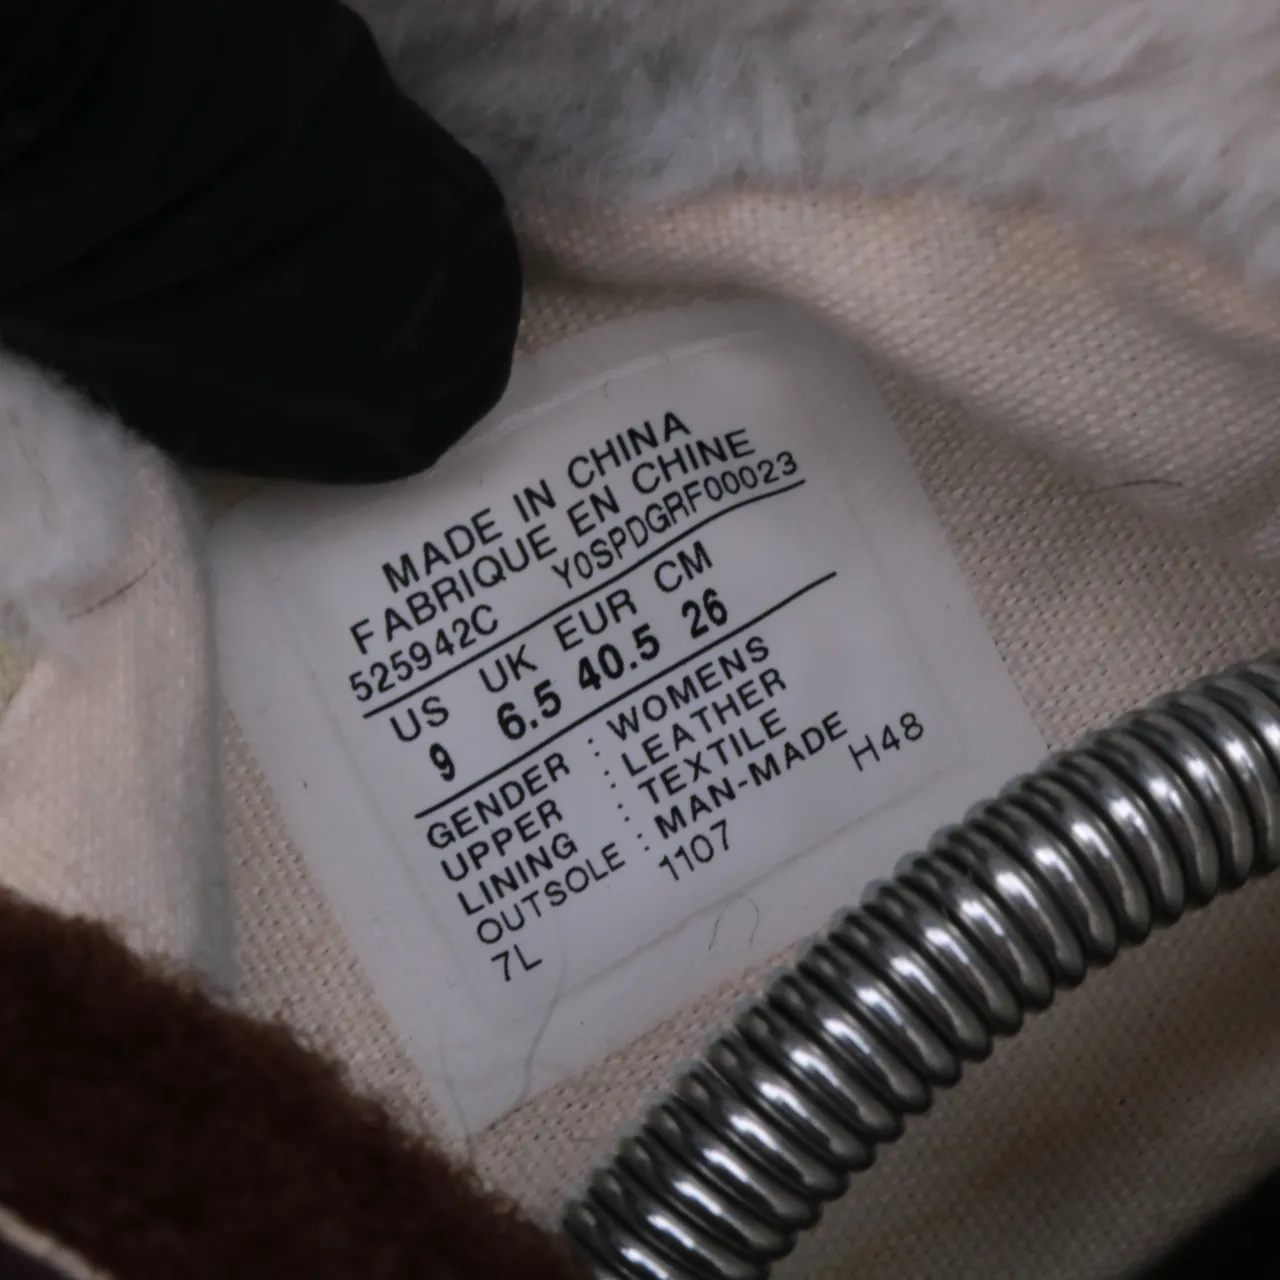 MADE IN CHINA
FABRIQUE EN CHINE
525942C Y0SPDGRF00023
US UK EUR CM
9 6.5 40.5 26
GENDER : WOMENS
UPPER : LEATHER
LINING : TEXTILE
OUTSOLE : MAN-MADE
7L 1107 H48